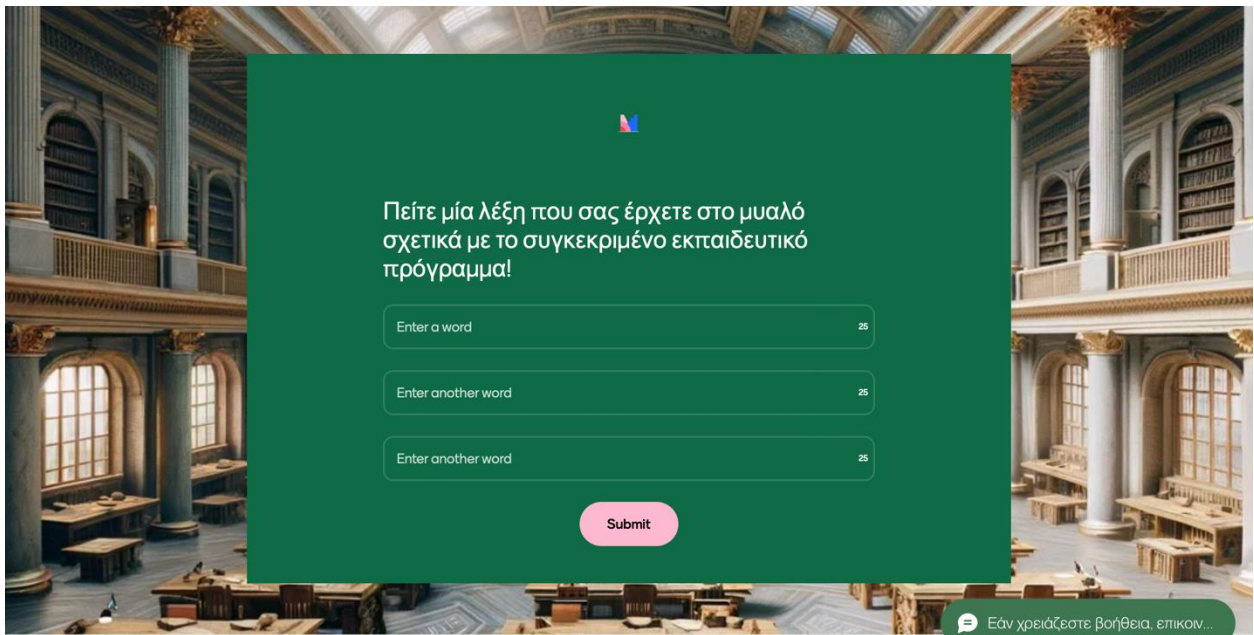 Πείτε μία λέξη που σας έρχετε στο μυαλό
σχετικά με το συγκεκριμένο εκπαιδευτικό
πρόγραμμα!
Enter a word 25
Enter another word 25
Enter another word 25
Submit
Εάν χρειάζεστε βοήθεια, επικοιν...